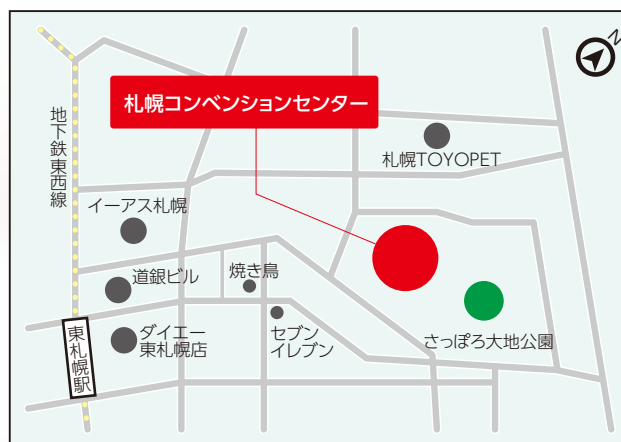 N
札幌コンベンションセンター
地下鉄東西線
札幌TOYOPET
イーアス札幌
道銀ビル
焼き鳥
東札幌駅
ダイエー
東札幌店
セブン
イレブン
さっぽろ大地公園